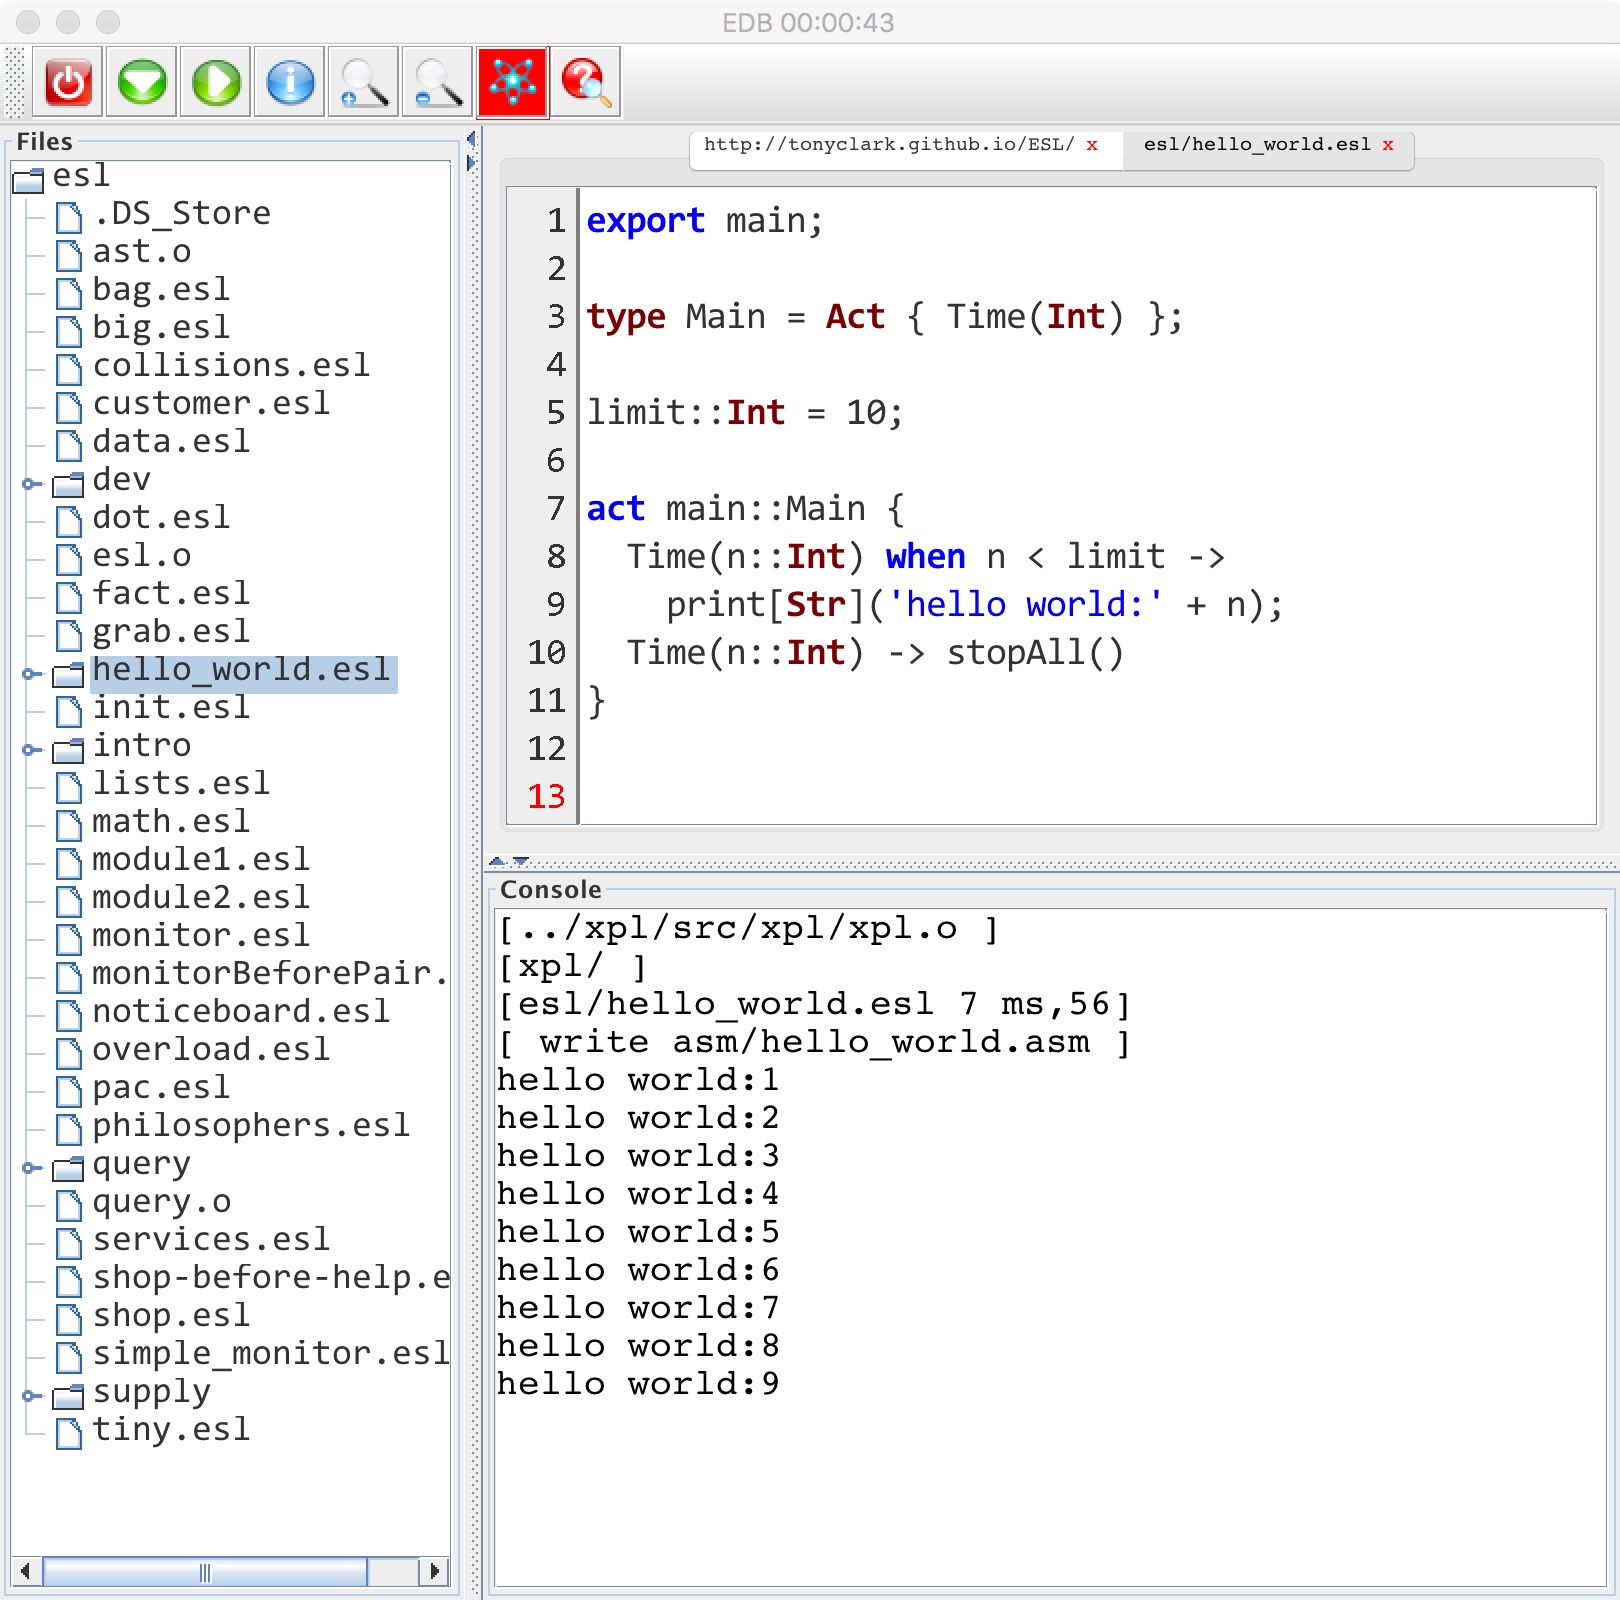 EDB 00:00:43
Files
esl
.DS_Store
ast.o
bag.esl
big.esl
collisions.esl
customer.esl
data.esl
dev
dot.esl
esl.o
fact.esl
grab.esl
hello_world.esl
init.esl
intro
lists.esl
math.esl
module1.esl
module2.esl
monitor.esl
monitorBeforePair.
noticeboard.esl
overload.esl
pac.esl
philosophers.esl
query
query.o
services.esl
shop-before-help.e
shop.esl
simple_monitor.esl
supply
tiny.esl
http://tonyclark.github.io/ESL/ x esl/hello_world.esl x
1 export main;
2
3 type Main = Act { Time(Int) };
4
5 limit::Int = 10;
6
7 act main::Main {
8 Time(n::Int) when n < limit ->
9 print[Str]('hello world:' + n);
10 Time(n::Int) -> stopAll()
11 }
12
13
Console
[../xpl/src/xpl/xpl.o ]
[xpl/ ]
[esl/hello_world.esl 7 ms,56]
[ write asm/hello_world.asm ]
hello world:1
hello world:2
hello world:3
hello world:4
hello world:5
hello world:6
hello world:7
hello world:8
hello world:9